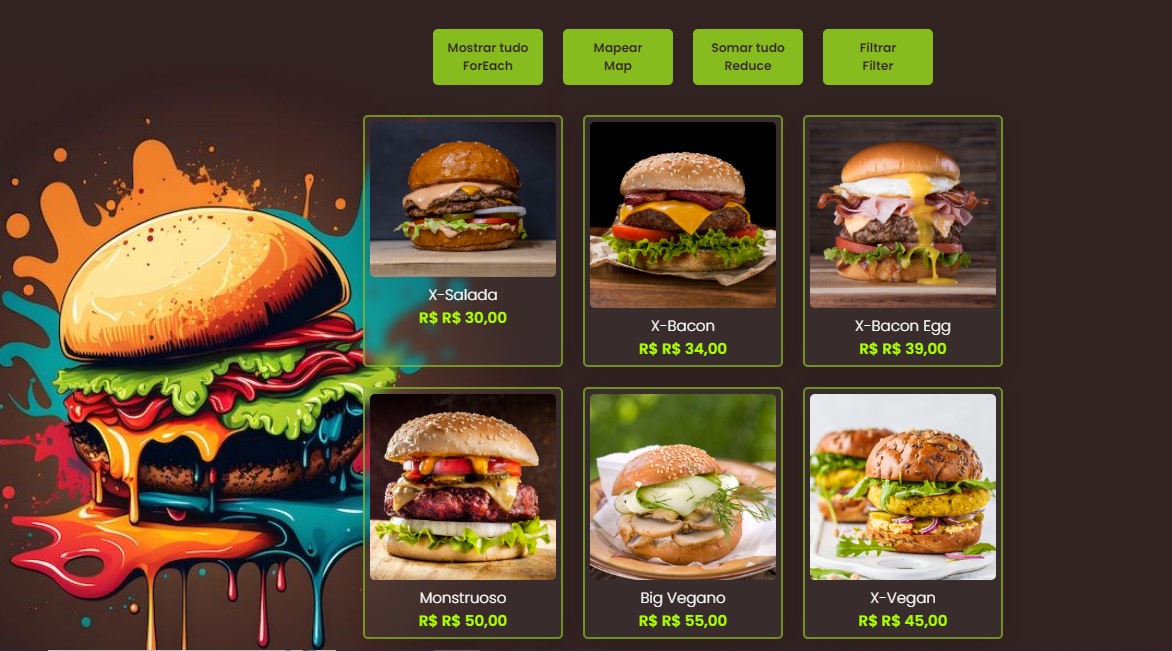 Mostrar tudo
ForEach
Mapear
Map
Somar tudo
Reduce
Filtrar
Filter
X-Salada
R$ R$ 30,00
X-Bacon
R$ R$ 34,00
X-Bacon Egg
R$ R$ 39,00
Monstruoso
R$ R$ 50,00
Big Vegano
R$ R$ 55,00
X-Vegan
R$ R$ 45,00